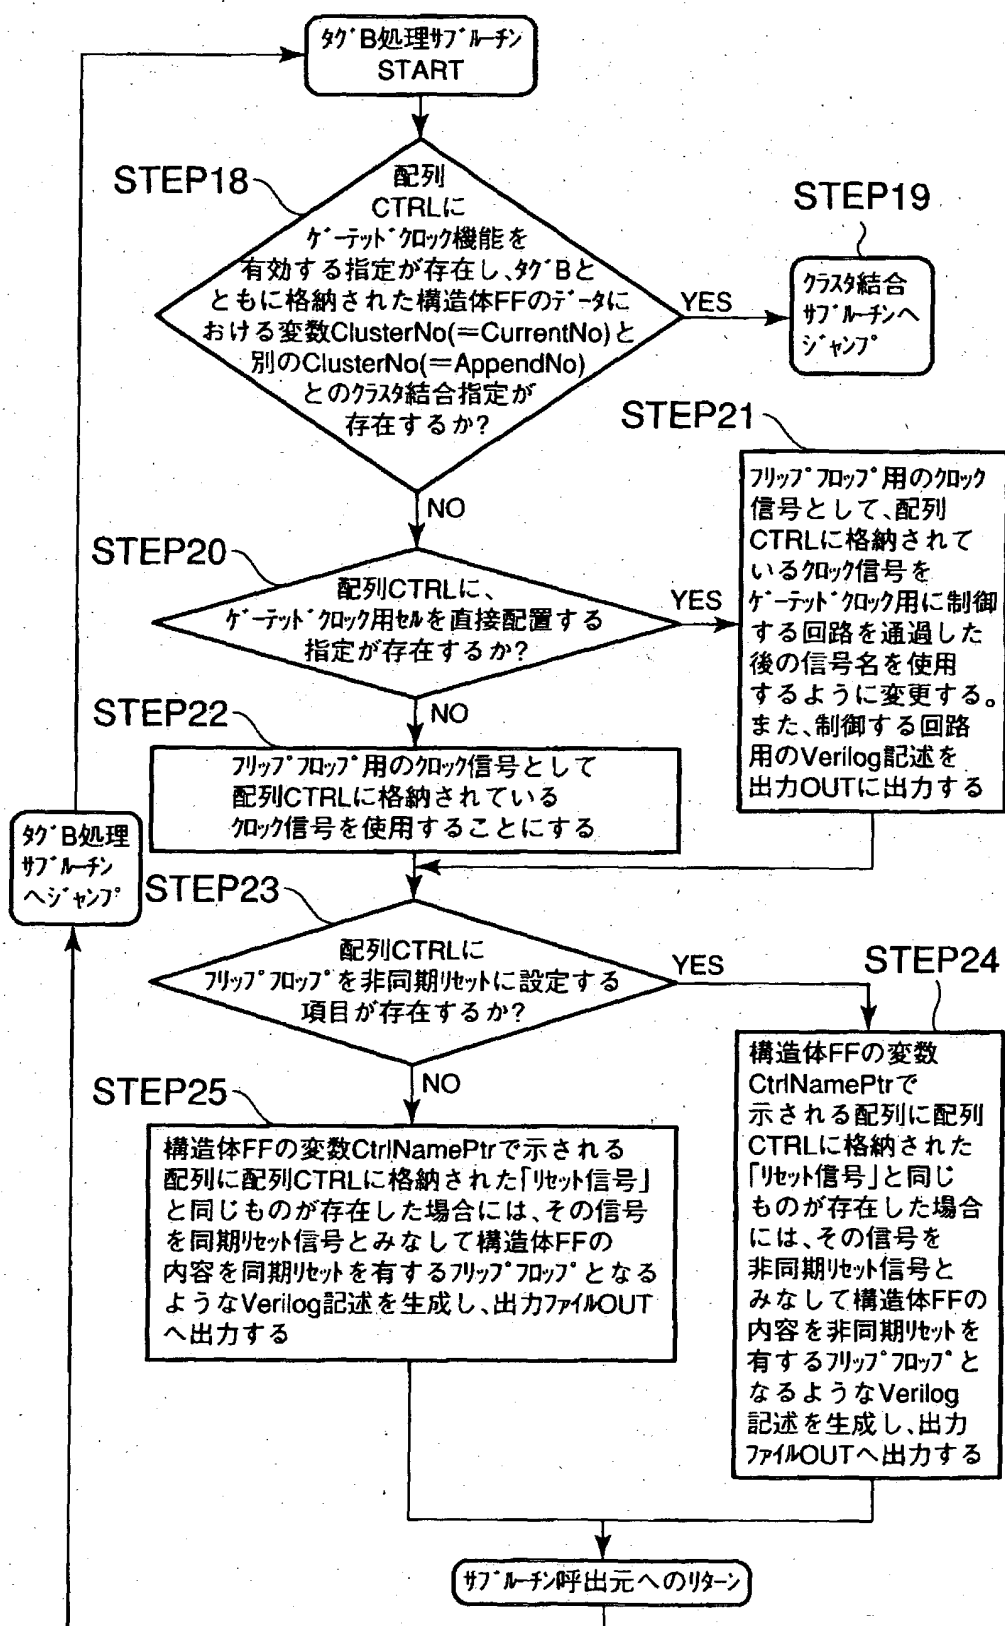 タグB処理サブルーチン
START
STEP18
配列
CTRLに
ゲーテッドクロック機能を
有効する指定が存在し、タグBと
ともに格納された構造体FFのデータに
おける変数ClusterNo(=CurrentNo)と
別のClusterNo(=AppendNo)
とのクラスタ結合指定が
存在するか?
YES
STEP19
クラスタ結合
サブルーチンへ
ジャンプ
NO
STEP20
配列CTRLに、
ゲーテッドクロック用セルを直接配置する
指定が存在するか?
YES
STEP21
フリップフロップ用のクロック
信号として、配列
CTRLに格納されて
いるクロック信号を
ゲーテッドクロック用に制御
する回路を通過した
後の信号名を使用
するように変更する。
また、制御する回路
用のVerilog記述を
出力OUTに出力する
NO
STEP22
フリップフロップ用のクロック信号として
配列CTRLに格納されている
クロック信号を使用することにする
タグB処理
サブルーチン
へジャンプ
STEP23
配列CTRLに
フリップフロップを非同期リセットに設定する
項目が存在するか?
YES
STEP24
構造体FFの変数
CtrlNamePtrで
示される配列に配列
CTRLに格納された
「リセット信号」と同じ
ものが存在した場合
には、その信号を
非同期リセット信号と
みなして構造体FFの
内容を非同期リセットを
有するフリップフロップと
なるようなVerilog
記述を生成し、出力
ファイルOUTへ出力する
NO
STEP25
構造体FFの変数CtrlNamePtrで示される
配列に配列CTRLに格納された「リセット信号」
と同じものが存在した場合には、その信号
を同期リセット信号とみなして構造体FFの
内容を同期リセットを有するフリップフロップとなる
ようなVerilog記述を生成し、出力ファイルOUT
へ出力する
サブルーチン呼出元へのリターン